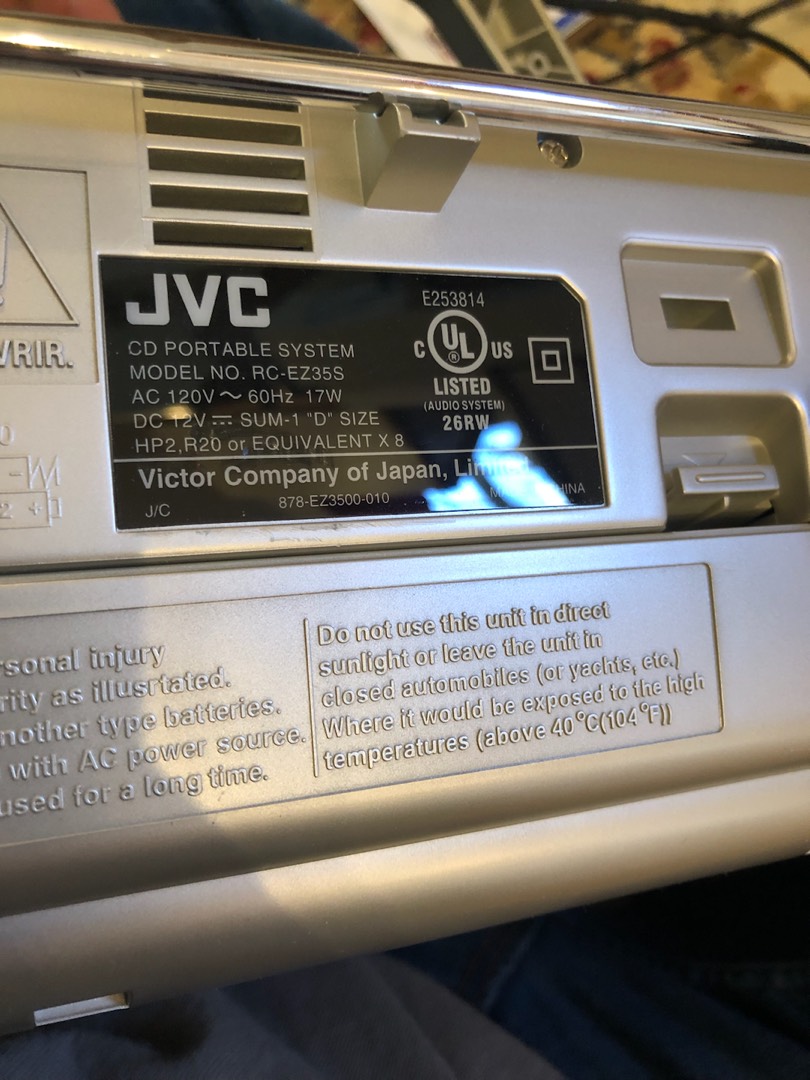 VRIR.
JVC
CD PORTABLE SYSTEM
MODEL NO. RC-EZ35S
AC 120V ～ 60Hz 17W
DC 12V ⎓ SUM-1 "D" SIZE
HP2,R20 or EQUIVALENT X 8
E253814
C UL ® US
LISTED
(AUDIO SYSTEM)
26RW
Victor Company of Japan,
J/C
878-EZ3500-010
rsonal injury
rity as illusrtated.
nother type batteries.
with AC power source.
used for a long time.
Do not use this unit in direct
sunlight or leave the unit in
closed automobiles (or yachts, etc.)
Where it would be exposed to the high
temperatures (above 40°C(104°F))